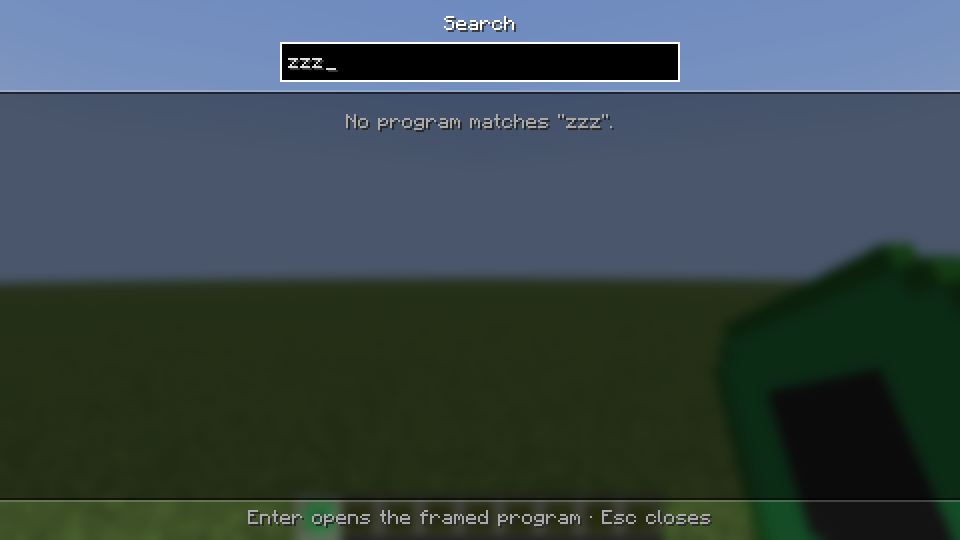 Search
zzz_
No program matches "zzz".
Enter opens the framed program · Esc closes